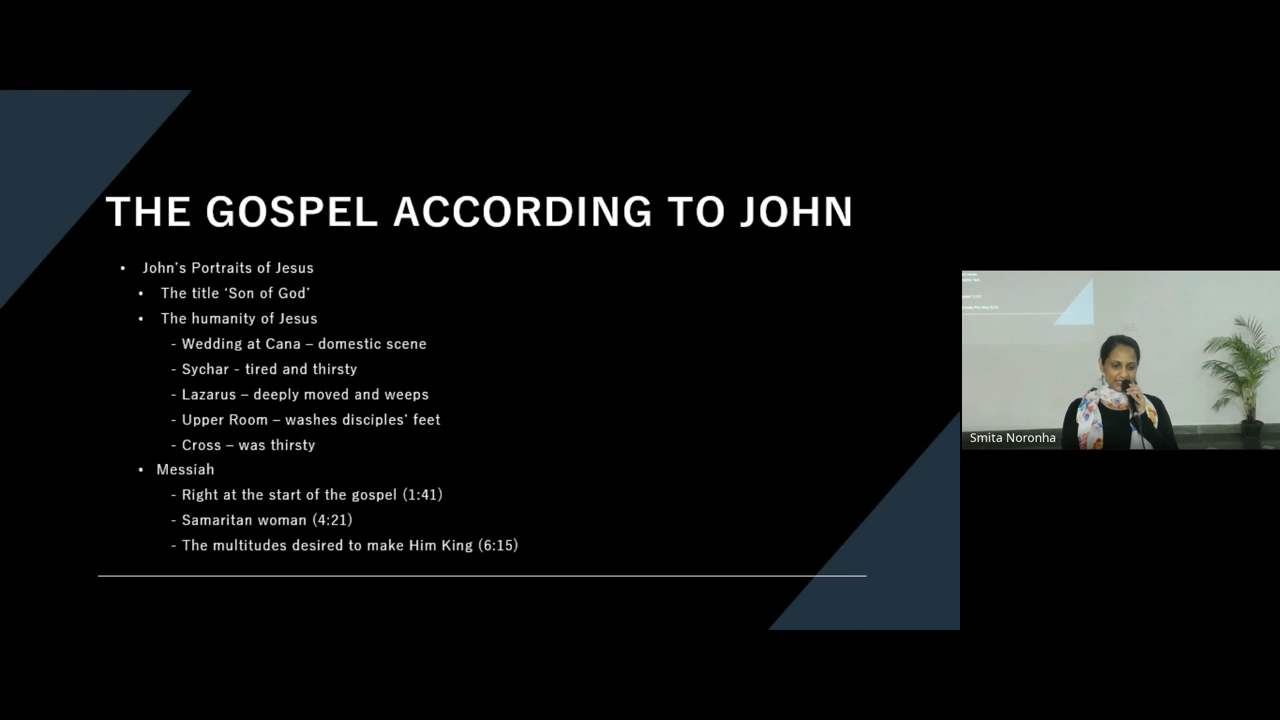 THE GOSPEL ACCORDING TO JOHN
• John's Portraits of Jesus
• The title ‘Son of God’
• The humanity of Jesus
- Wedding at Cana – domestic scene
- Sychar - tired and thirsty
- Lazarus – deeply moved and weeps
- Upper Room – washes disciples’ feet
- Cross – was thirsty
• Messiah
- Right at the start of the gospel (1:41)
- Samaritan woman (4:21)
- The multitudes desired to make Him King (6:15)
Smita Noronha